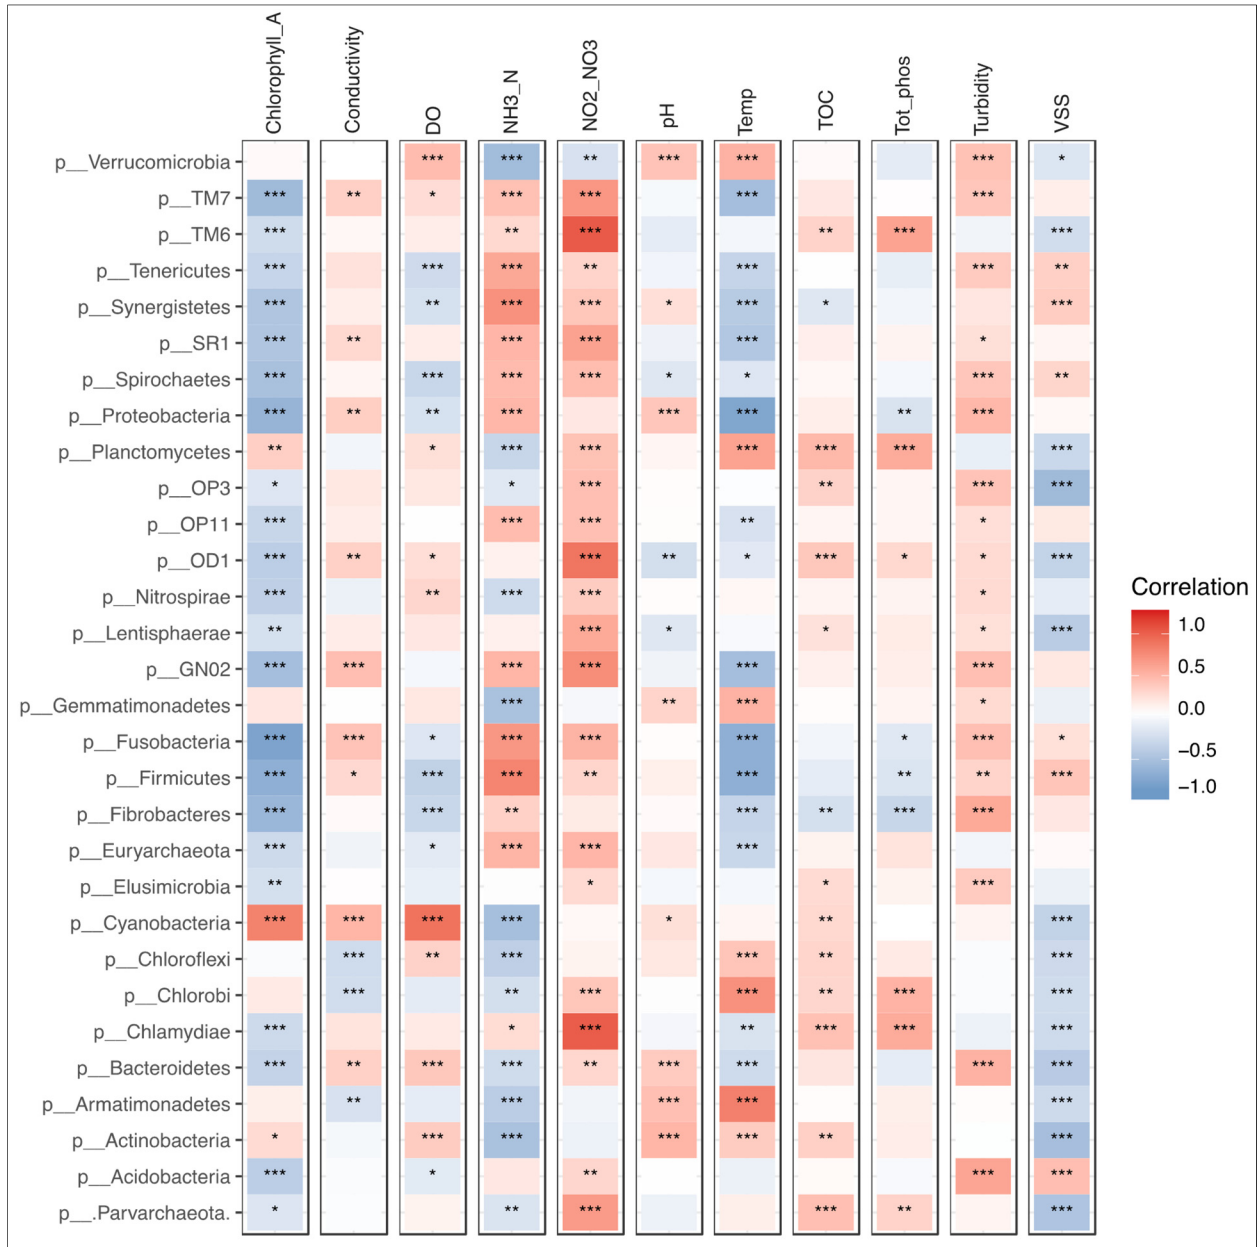 Chlorophyll_A Conductivity DO NH3_N NO2_NO3 pH Temp TOC Tot_phos Turbidity VSS
p__Verrucomicrobia *** *** ** *** *** *** *
p__TM7 *** ** * *** *** *** ***
p__TM6 *** ** *** ** *** ***
p__Tenericutes *** *** *** ** *** *** **
p__Synergistetes *** ** *** *** * *** * ***
p__SR1 *** ** *** *** *** *
p__Spirochaetes *** *** *** *** * * *** **
p__Proteobacteria *** ** ** *** *** *** ** ***
p__Planctomycetes ** * *** *** *** *** *** ***
p__OP3 * * *** ** *** ***
p__OP11 *** *** *** ** *
p__OD1 *** ** * *** ** * *** * * ***
p__Nitrospirae *** ** *** *** *
p__Lentisphaerae ** *** * * * ***
p__GN02 *** *** *** *** *** ***
p__Gemmatimonadetes *** ** *** *
p__Fusobacteria *** *** * *** *** *** * *** *
p__Firmicutes *** * *** *** ** *** ** ** ***
p__Fibrobacteres *** *** ** *** ** *** ***
p__Euryarchaeota *** * *** *** ***
p__Elusimicrobia ** * * ***
p__Cyanobacteria *** *** *** *** * ** ***
p__Chloroflexi *** ** *** *** ** ***
p__Chlorobi *** ** *** *** ** *** ***
p__Chlamydiae *** * *** ** *** *** ***
p__Bacteroidetes *** ** *** *** ** *** *** *** ***
p__Armatimonadetes ** *** *** *** ***
p__Actinobacteria * *** *** *** *** ** ***
p__Acidobacteria *** * ** *** ***
p__.Parvarchaeota. * ** *** *** ** ***
Correlation
1.0
0.5
0.0
−0.5
−1.0